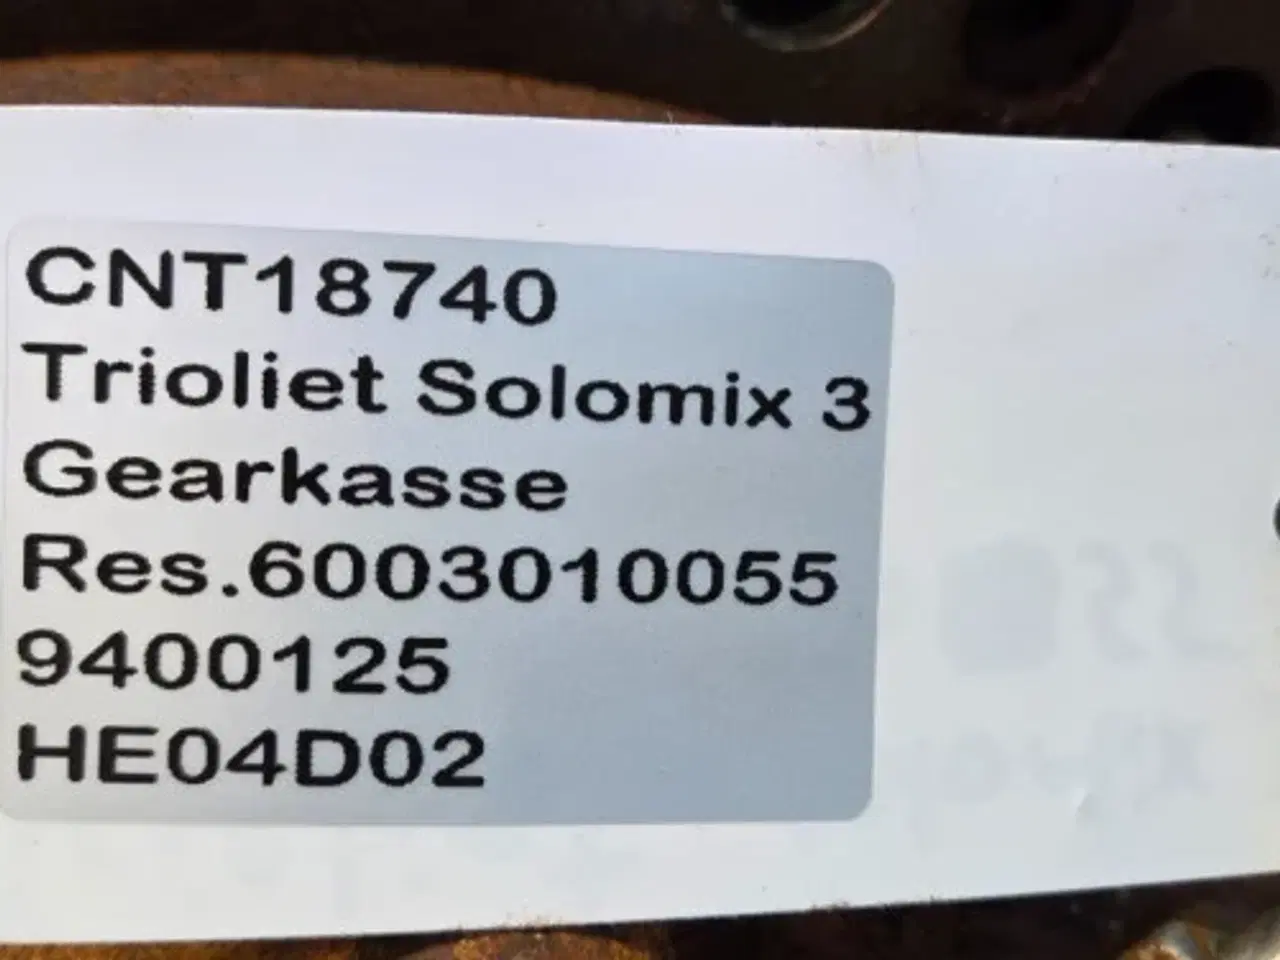 CNT18740
Trioliet Solomix 3
Gearkasse
Res.6003010055
9400125
HE04D02